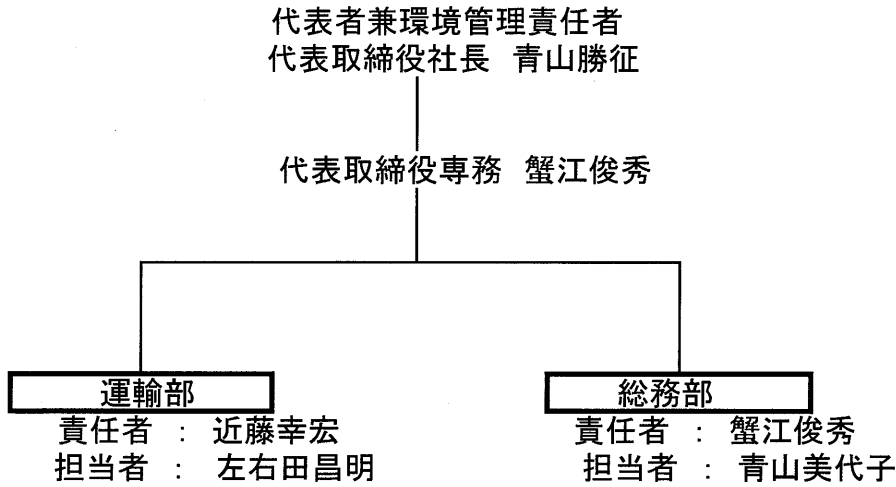 代表者兼環境管理責任者
代表取締役社長 青山勝征
代表取締役専務 蟹江俊秀
運輸部
責任者 : 近藤幸宏
担当者 : 左右田昌明
総務部
責任者 : 蟹江俊秀
担当者 : 青山美代子